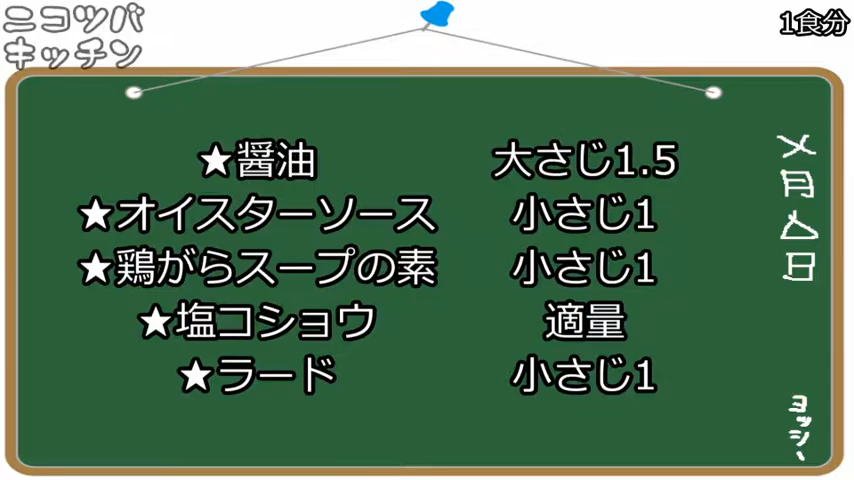 ニコツバ
キッチン
1食分
★醤油 大さじ1.5
★オイスターソース 小さじ1
★鶏がらスープの素 小さじ1
★塩コショウ 適量
★ラード 小さじ1
メ月厶日
ヨッシー